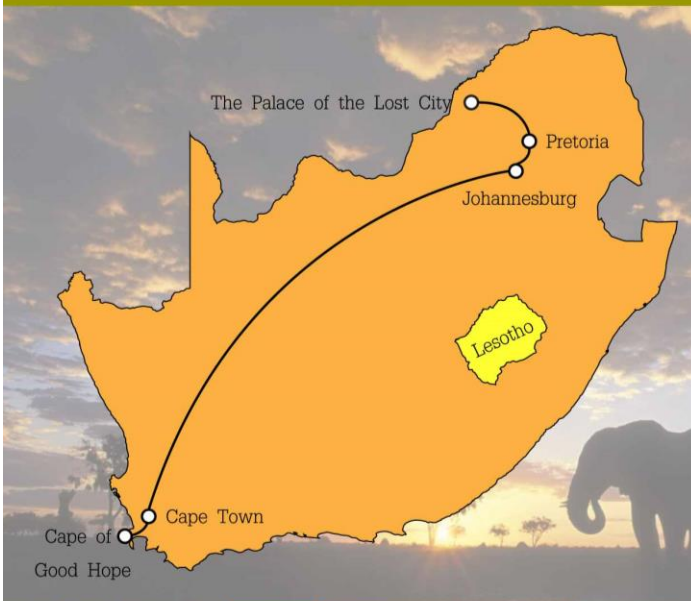 The Palace of the Lost City
Pretoria
Johannesburg
Lesotho
Cape Town
Cape of
Good Hope